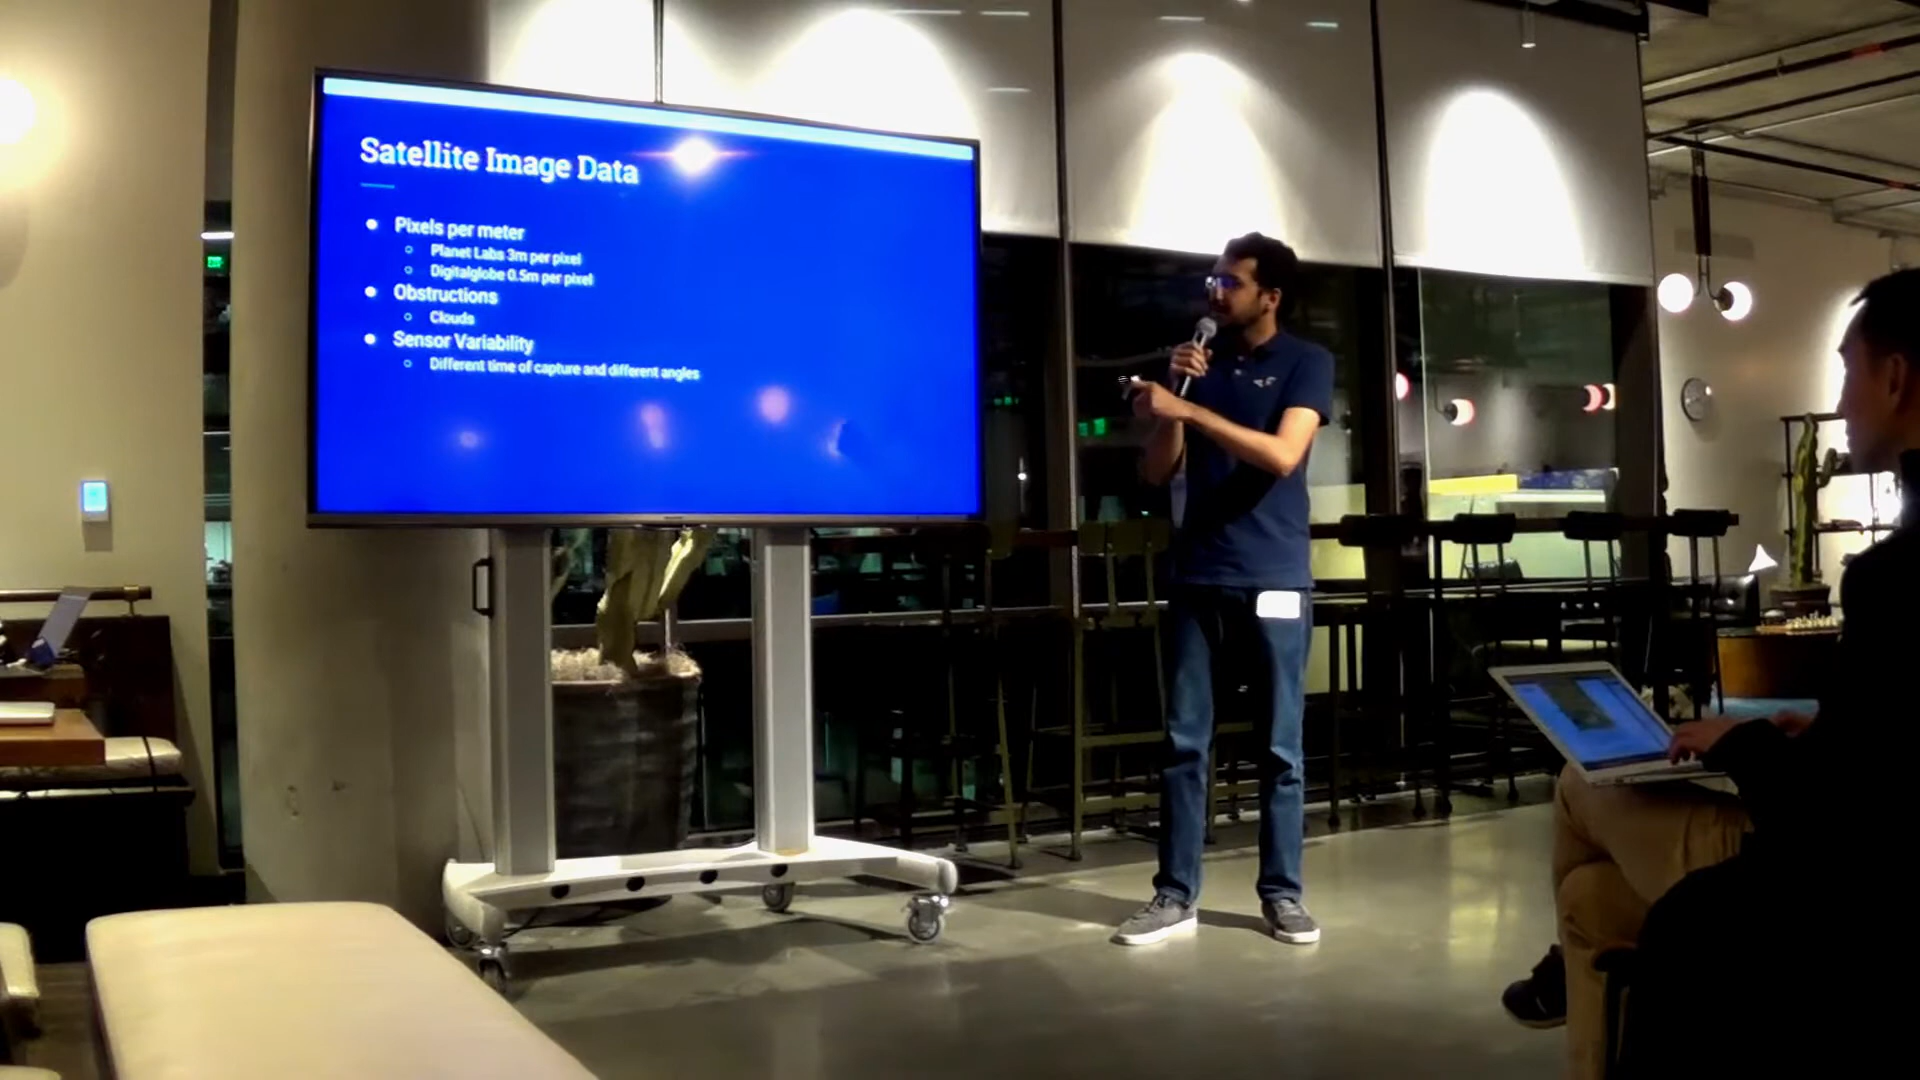 Satellite Image Data
Pixels per meter
Planet Labs 3m per pixel
Digitalglobe 0.5m per pixel
Obstructions
Clouds
Sensor Variability
Different time of capture and different angles